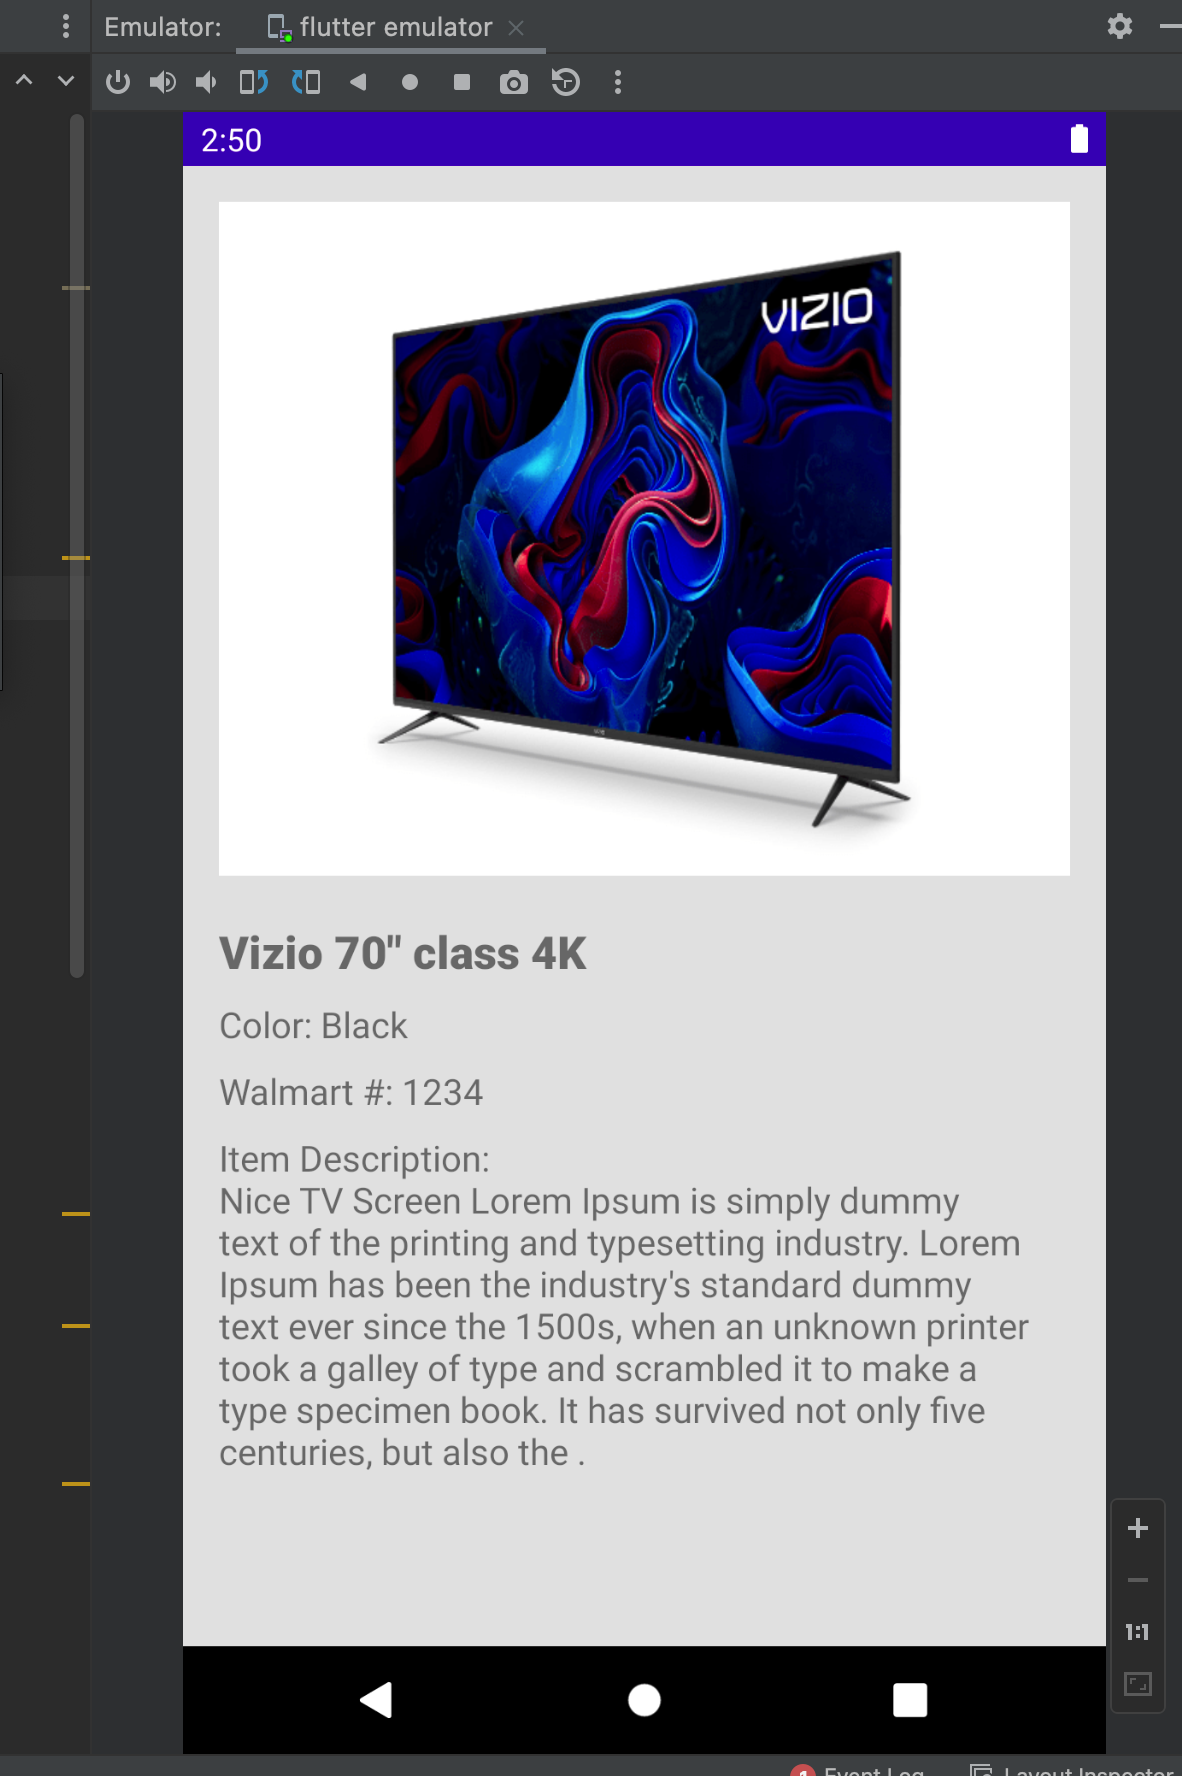 Emulator: flutter emulator
2:50
VIZIO
Vizio 70" class 4K
Color: Black
Walmart #: 1234
Item Description:
Nice TV Screen Lorem Ipsum is simply dummy
text of the printing and typesetting industry. Lorem
Ipsum has been the industry's standard dummy
text ever since the 1500s, when an unknown printer
took a galley of type and scrambled it to make a
type specimen book. It has survived not only five
centuries, but also the .
1:1
1 Event Log Layout Inspector